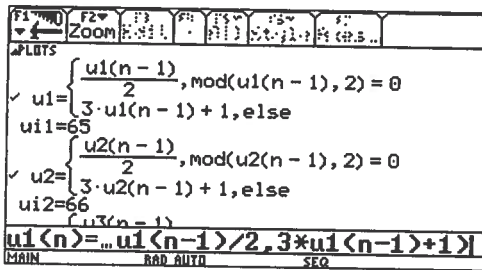 F1 F2▼
Zoom
PLOTS
u1(n - 1)
✓ u1={ 2 , mod(u1(n - 1), 2) = 0
3·u1(n - 1) + 1, else
ui1=65
u2(n - 1)
✓ u2={ 2 , mod(u2(n - 1), 2) = 0
3·u2(n - 1) + 1, else
ui2=66
u3(n - 1)
u1(n)=…u1(n-1)/2,3*u1(n-1)+1)
MAIN RAD AUTO SEQ